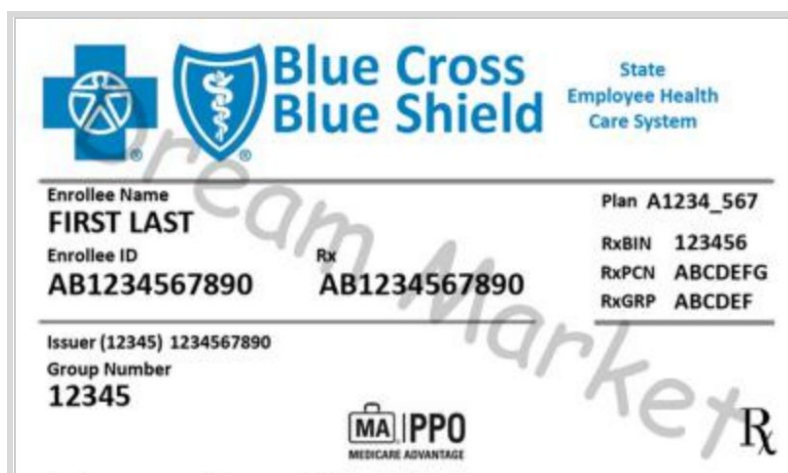 Blue Cross
Blue Shield
State
Employee Health
Care System
Enrollee Name
FIRST LAST
Enrollee ID
AB1234567890
Rx
AB1234567890
Plan A1234_567
RxBIN 123456
RxPCN ABCDEFG
RxGRP ABCDEF
Issuer (12345) 1234567890
Group Number
12345
MA PPO
MEDICARE ADVANTAGE
Rx
Dream Market